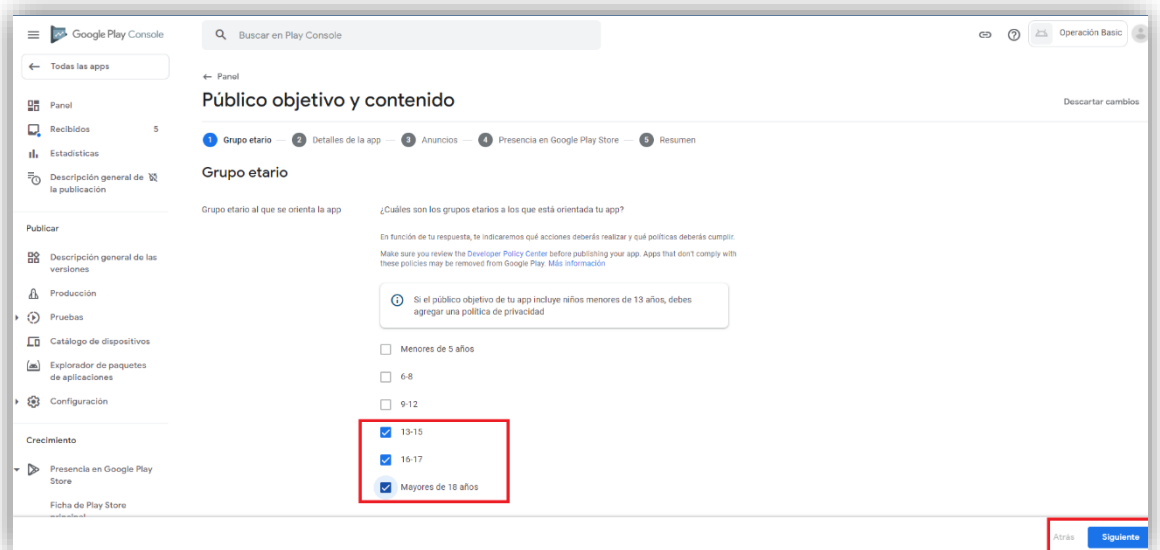 Google Play Console
Buscar en Play Console
Operación Basic
Todas las apps
Panel
Recibidos 5
Estadísticas
Descripción general de
la publicación
Publicar
Descripción general de las
versiones
Producción
Pruebas
Catálogo de dispositivos
Explorador de paquetes
de aplicaciones
Configuración
Crecimiento
Presencia en Google Play
Store
Ficha de Play Store
principal
Panel
Público objetivo y contenido
Descartar cambios
1 Grupo etario 2 Detalles de la app 3 Anuncios 4 Presencia en Google Play Store 5 Resumen
Grupo etario
Grupo etario al que se orienta la app
¿Cuáles son los grupos etarios a los que está orientada tu app?
En función de tu respuesta, te indicaremos qué acciones deberás realizar y qué políticas deberás cumplir.
Make sure you review the Developer Policy Center before publishing your app. Apps that don't comply with
these policies may be removed from Google Play. Más información
Si el público objetivo de tu app incluye niños menores de 13 años, debes
agregar una política de privacidad
Menores de 5 años
6-8
9-12
13-15
16-17
Mayores de 18 años
Atrás
Siguiente